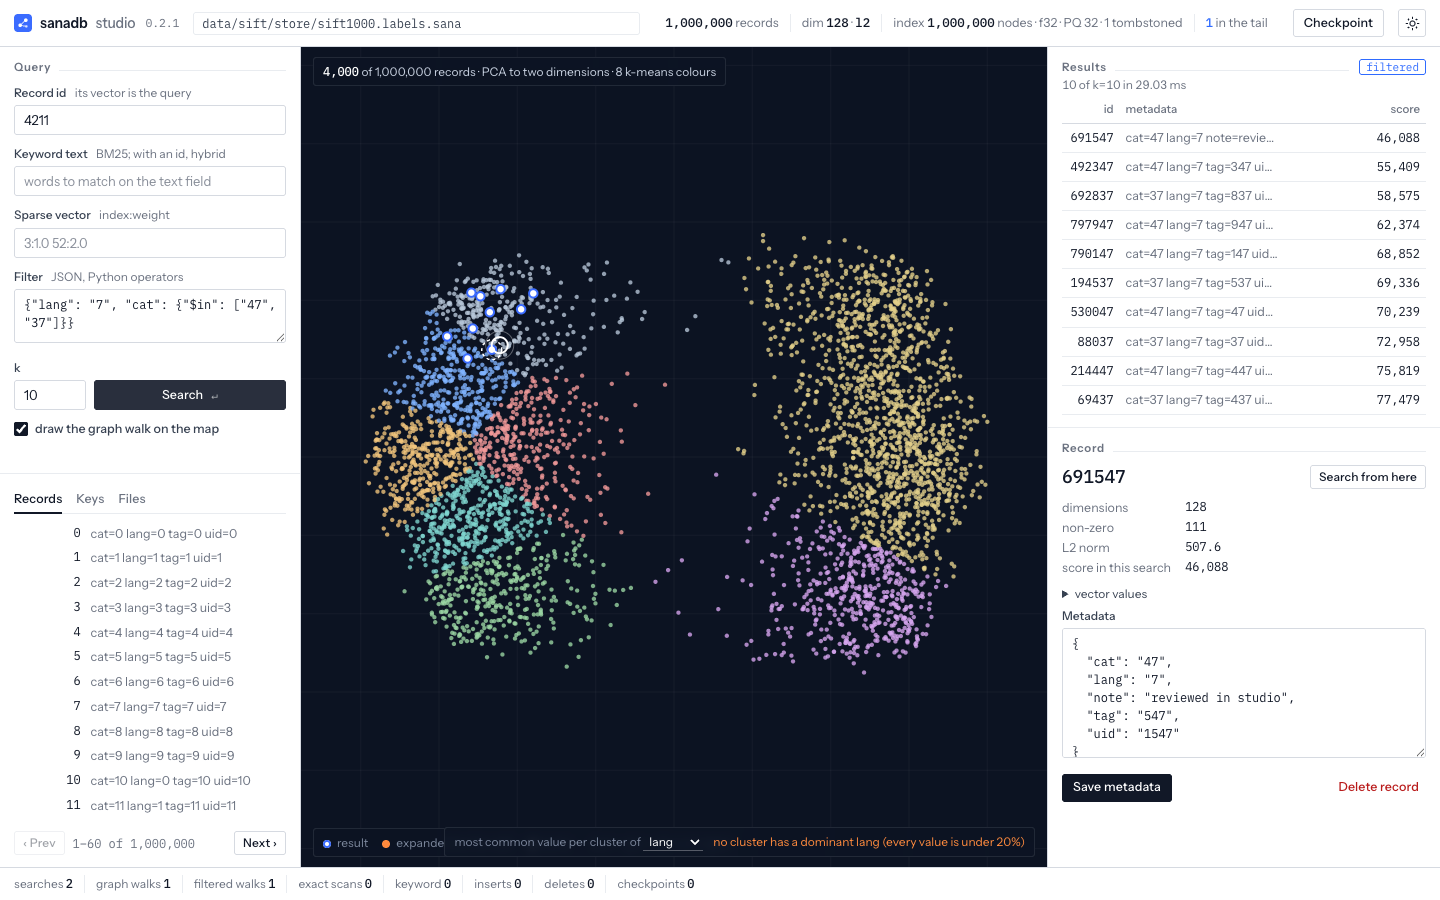 sanadb studio 0.2.1
data/sift/store/sift1000.labels.sana
1,000,000 records
dim 128 · l2
index 1,000,000 nodes · f32 · PQ 32 · 1 tombstoned
1 in the tail
Checkpoint
Query
Record id its vector is the query
4211
Keyword text BM25; with an id, hybrid
words to match on the text field
Sparse vector index:weight
3:1.0 52:2.0
Filter JSON, Python operators
{"lang": "7", "cat": {"$in": ["47",
"37"]}}
k
10
Search ↵
draw the graph walk on the map
Records Keys Files
0 cat=0 lang=0 tag=0 uid=0
1 cat=1 lang=1 tag=1 uid=1
2 cat=2 lang=2 tag=2 uid=2
3 cat=3 lang=3 tag=3 uid=3
4 cat=4 lang=4 tag=4 uid=4
5 cat=5 lang=5 tag=5 uid=5
6 cat=6 lang=6 tag=6 uid=6
7 cat=7 lang=7 tag=7 uid=7
8 cat=8 lang=8 tag=8 uid=8
9 cat=9 lang=9 tag=9 uid=9
10 cat=10 lang=0 tag=10 uid=10
11 cat=11 lang=1 tag=11 uid=11
‹ Prev 1–60 of 1,000,000 Next ›
4,000 of 1,000,000 records · PCA to two dimensions · 8 k-means colours
result expande
most common value per cluster of lang no cluster has a dominant lang (every value is under 20%)
Results filtered
10 of k=10 in 29.03 ms
id metadata score
691547 cat=47 lang=7 note=revie… 46,088
492347 cat=47 lang=7 tag=347 ui… 55,409
692837 cat=37 lang=7 tag=837 ui… 58,575
797947 cat=47 lang=7 tag=947 ui… 62,374
790147 cat=47 lang=7 tag=147 uid… 68,852
194537 cat=37 lang=7 tag=537 ui… 69,336
530047 cat=47 lang=7 tag=47 uid… 70,239
88037 cat=37 lang=7 tag=37 uid… 72,958
214447 cat=47 lang=7 tag=447 ui… 75,819
69437 cat=37 lang=7 tag=437 ui… 77,479
Record
691547
Search from here
dimensions 128
non-zero 111
L2 norm 507.6
score in this search 46,088
vector values
Metadata
{
"cat": "47",
"lang": "7",
"note": "reviewed in studio",
"tag": "547",
"uid": "1547"
}
Save metadata
Delete record
searches 2
graph walks 1
filtered walks 1
exact scans 0
keyword 0
inserts 0
deletes 0
checkpoints 0